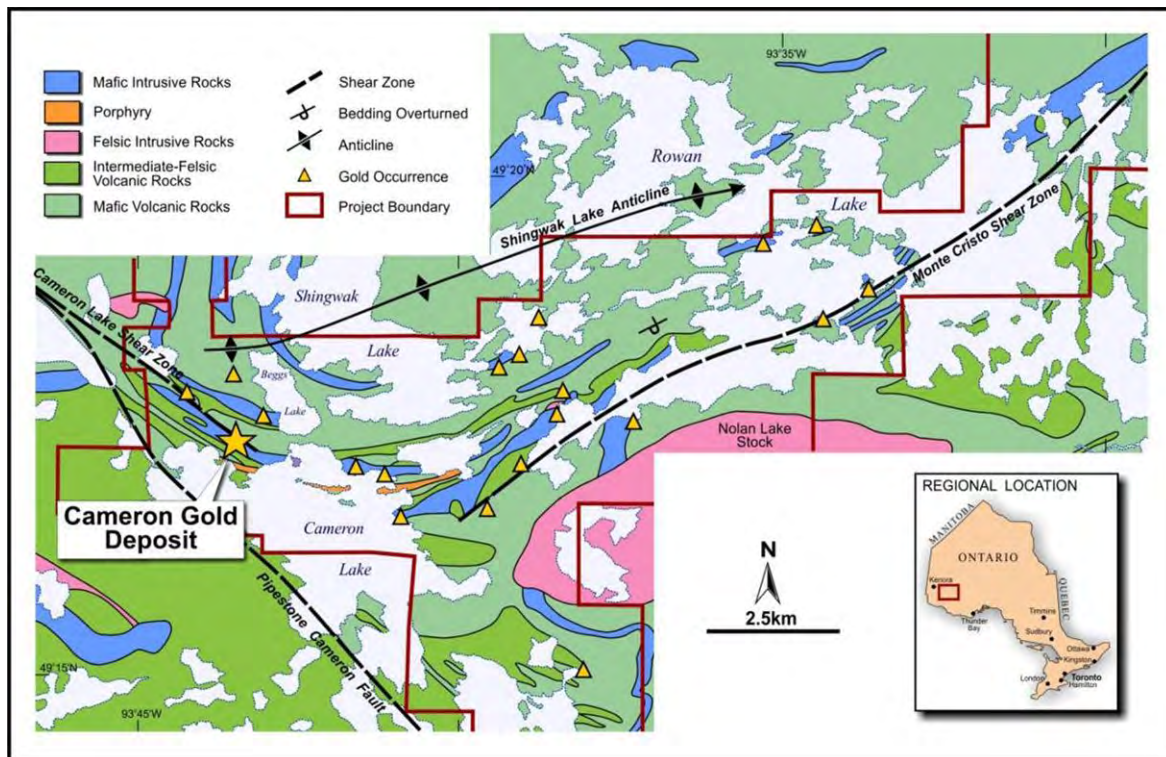 Mafic Intrusive Rocks
Porphyry
Felsic Intrusive Rocks
Intermediate-Felsic
Volcanic Rocks
Mafic Volcanic Rocks
Shear Zone
Bedding Overturned
Anticline
Gold Occurrence
Project Boundary
93°35'W
49°20'N
Rowan
Lake
Shingwak Lake Anticline
Monte Cristo Shear Zone
Cameron Lake Shear Zone
Shingwak
Lake
Beggs
Lake
Nolan Lake
Stock
Cameron Gold
Deposit
Cameron
Lake
Pipestone Cameron Fault
49°15'N
93°45'W
N
2.5km
REGIONAL LOCATION
MANITOBA
ONTARIO
QUEBEC
Kenora
Thunder
Bay
Timmins
Sudbury
Ottawa
Kingston
Toronto
London
Hamilton